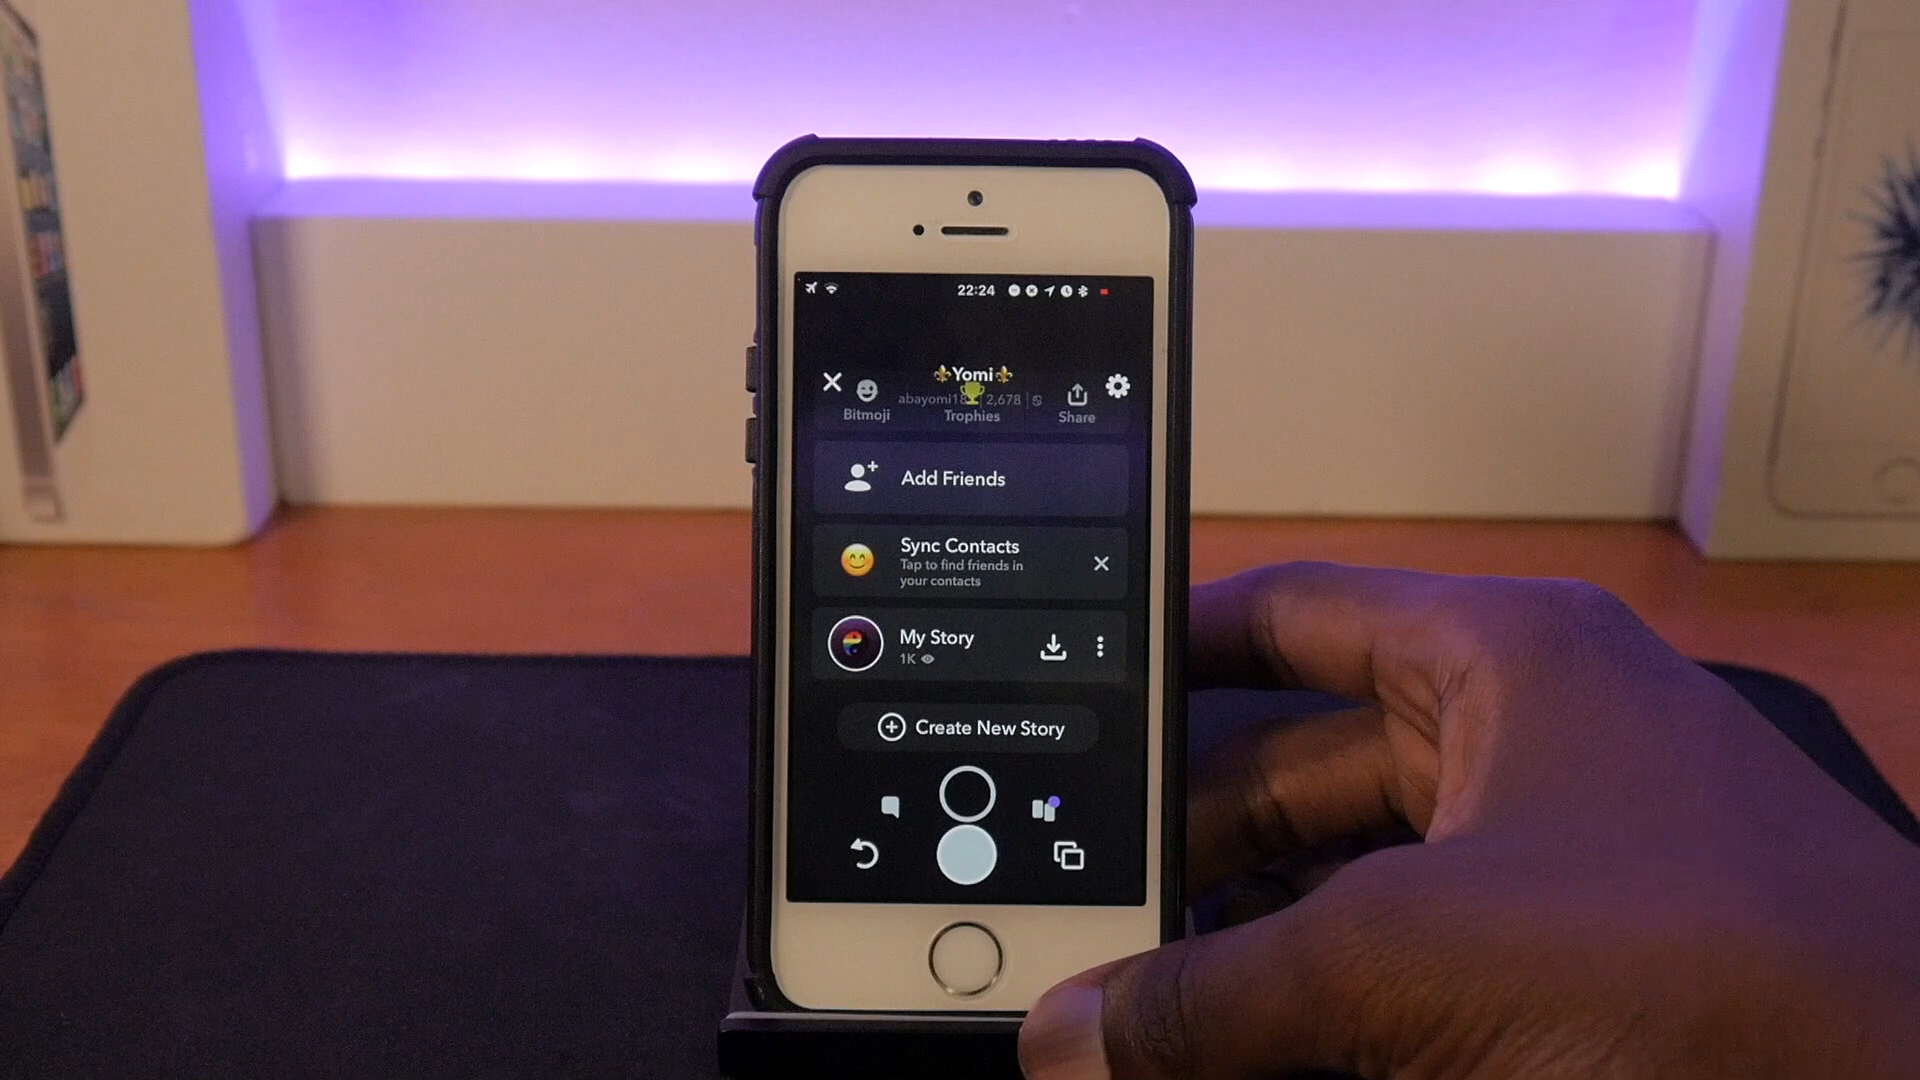 22:24
⚜Yomi⚜
abayomi18 | 2,678
Bitmoji
Trophies
Share
Add Friends
Sync Contacts
Tap to find friends in
your contacts
My Story
1K
Create New Story